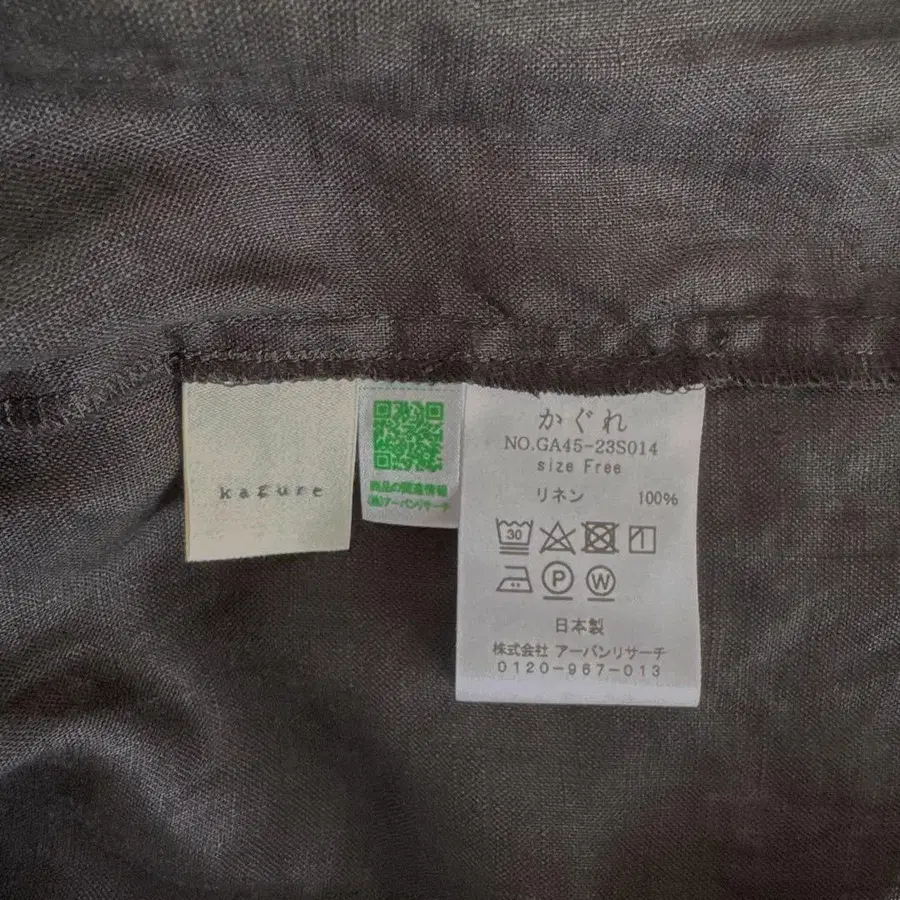 kagure
商品の関連情報
(株)アーバンリサーチ
かぐれ
NO.GA45-23S014
size Free
リネン 100%
30
P W
日本製
株式会社 アーバンリサーチ
0120-967-013